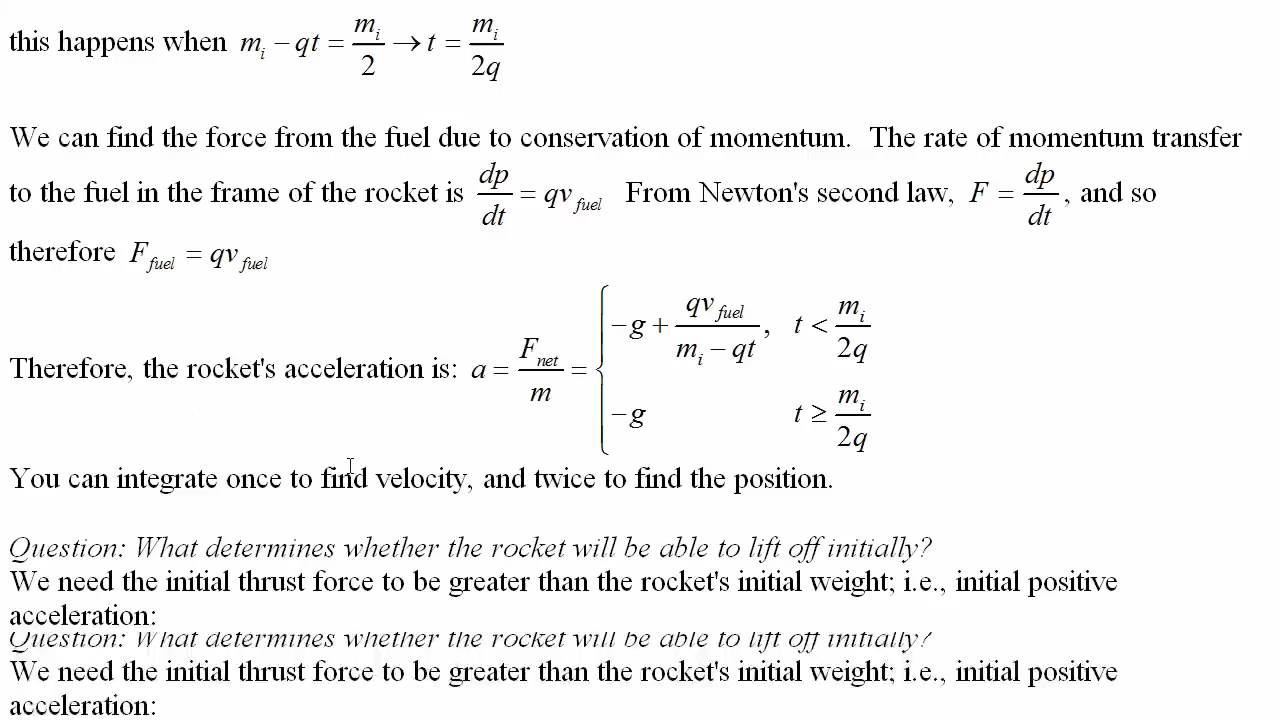 this happens when m_i − qt = m_i/2 → t = m_i/2q
We can find the force from the fuel due to conservation of momentum. The rate of momentum transfer
to the fuel in the frame of the rocket is dp/dt = qv_fuel From Newton's second law, F = dp/dt, and so
therefore F_fuel = qv_fuel
Therefore, the rocket's acceleration is: a = F_net/m = { −g + qv_fuel/(m_i − qt), t < m_i/2q
−g t ≥ m_i/2q
You can integrate once to find velocity, and twice to find the position.
Question: What determines whether the rocket will be able to lift off initially?
We need the initial thrust force to be greater than the rocket's initial weight; i.e., initial positive
acceleration:
Question: What determines whether the rocket will be able to lift off initially?
We need the initial thrust force to be greater than the rocket's initial weight; i.e., initial positive
acceleration: